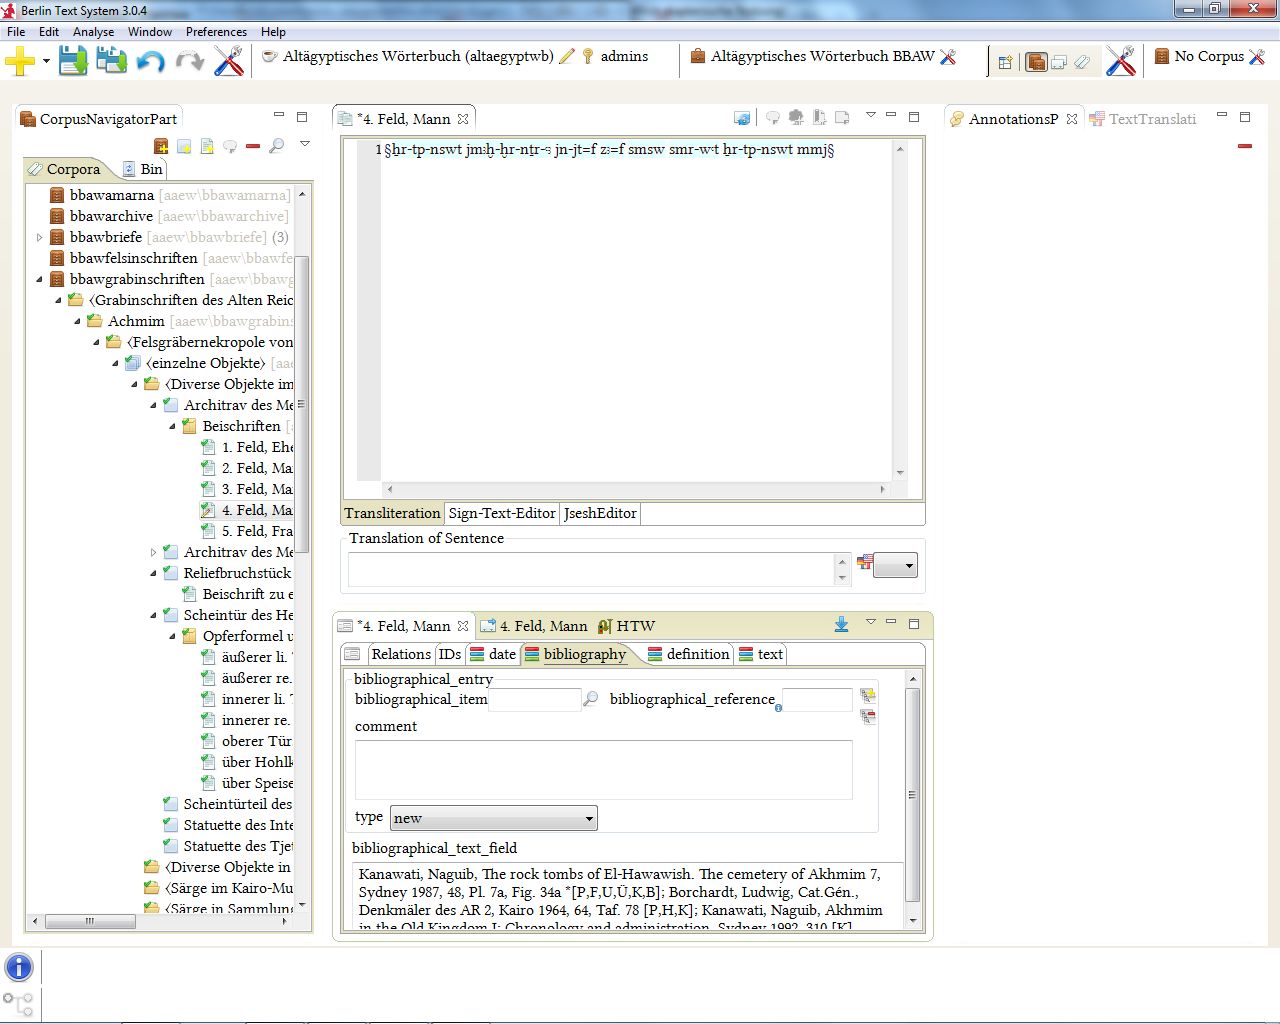 Berlin Text System 3.0.4
File Edit Analyse Window Preferences Help
Altägyptisches Wörterbuch (altaegyptwb) admins Altägyptisches Wörterbuch BBAW No Corpus
CorpusNavigatorPart
Corpora Bin
bbawamarna [aaew\bbawamarna]
bbawarchive [aaew\bbawarchive]
bbawbriefe [aaew\bbawbriefe] (3)
bbawfelsinschriften [aaew\bbawfe
bbawgrabinschriften [aaew\bbawg
〈Grabinschriften des Alten Reic
Achmim [aaew\bbawgrabins
〈Felsgräbernekropole von
〈einzelne Objekte〉 [aae
〈Diverse Objekte im
Architrav des Me
Beischriften [a
1. Feld, Ehe
2. Feld, Ma
3. Feld, Ma
4. Feld, Ma
5. Feld, Fra
Architrav des Me
Reliefbruchstück
Beischrift zu e
Scheintür des He
Opferformel u
äußerer li. T
äußerer re.
innerer li. T
innerer re.
oberer Tür
über Hohlk
über Speise
Scheintürteil des
Statuette des Inte
Statuette des Tjet
〈Diverse Objekte in
〈Särge im Kairo-Mu
〈Särge in Sammlung
*4. Feld, Mann
1 §ḥr-tp-nswt jmꜣḫ-ḫr-nṯr-ꜥꜣ jn-jt=f zꜣ=f smsw smr-wꜥt ḥr-tp-nswt mmj§
Transliteration Sign-Text-Editor JseshEditor
Translation of Sentence
*4. Feld, Mann 4. Feld, Mann HTW
Relations IDs date bibliography definition text
bibliographical_entry
bibliographical_item bibliographical_reference
comment
type new
bibliographical_text_field
Kanawati, Naguib, The rock tombs of El-Hawawish. The cemetery of Akhmim 7,
Sydney 1987, 48, Pl. 7a, Fig. 34a *[P,F,U,Ü,K,B]; Borchardt, Ludwig, Cat.Gén.,
Denkmäler des AR 2, Kairo 1964, 64, Taf. 78 [P,H,K]; Kanawati, Naguib, Akhmim
in the Old Kingdom I: Chronology and administration, Sydney 1992, 310 [K]
AnnotationsP TextTranslati